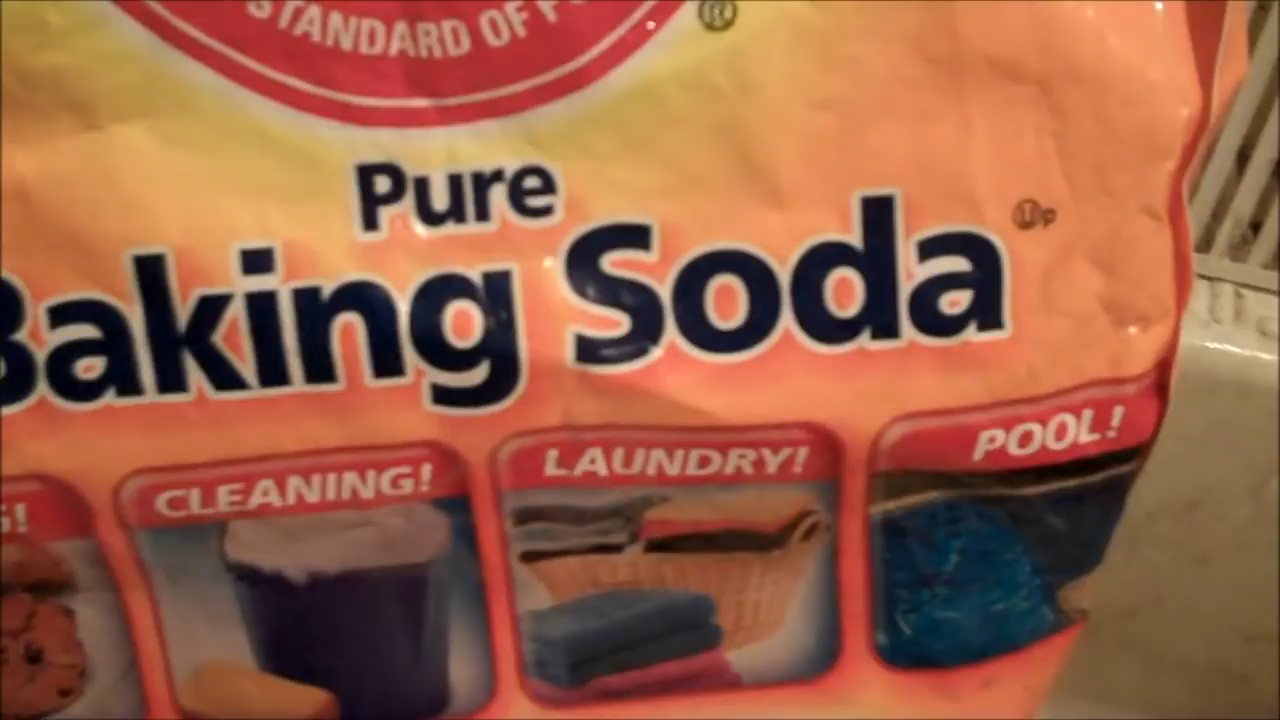 STANDARD OF
®
Pure
Baking Soda
POOL!
LAUNDRY!
CLEANING!